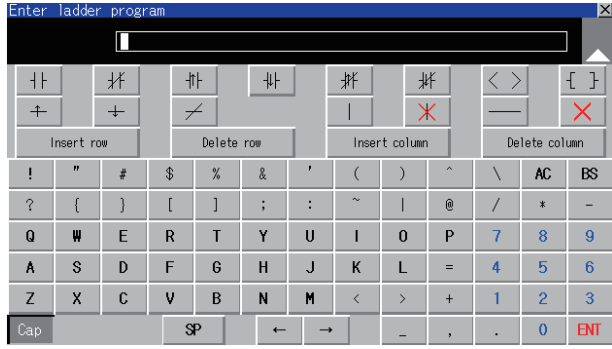 Enter ladder program
Insert row Delete row Insert column Delete column
! " # $ % & ' ( ) ^ \ AC BS
? { } [ ] ; : ~ | @ / * -
Q W E R T Y U I O P 7 8 9
A S D F G H J K L = 4 5 6
Z X C V B N M < > + 1 2 3
Cap SP ← → _ , . 0 ENT